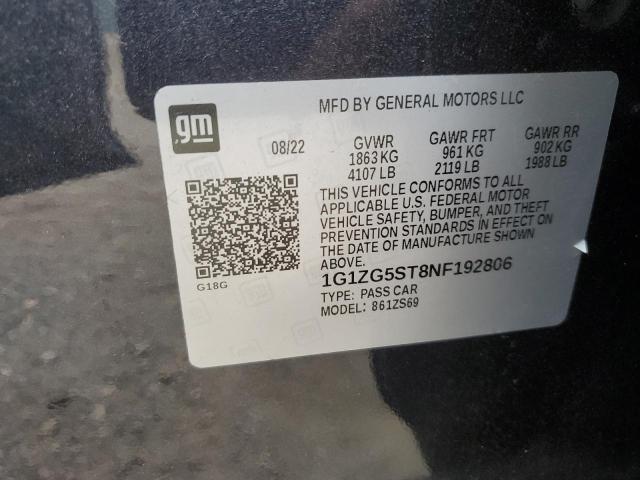 gm
MFD BY GENERAL MOTORS LLC
08/22 GVWR GAWR FRT GAWR RR
1863 KG 961 KG 902 KG
4107 LB 2119 LB 1988 LB
THIS VEHICLE CONFORMS TO ALL
APPLICABLE U.S. FEDERAL MOTOR
VEHICLE SAFETY, BUMPER, AND THEFT
PREVENTION STANDARDS IN EFFECT ON
THE DATE OF MANUFACTURE SHOWN
ABOVE.
1G1ZG5ST8NF192806
TYPE: PASS CAR
MODEL: 861ZS69
G18G